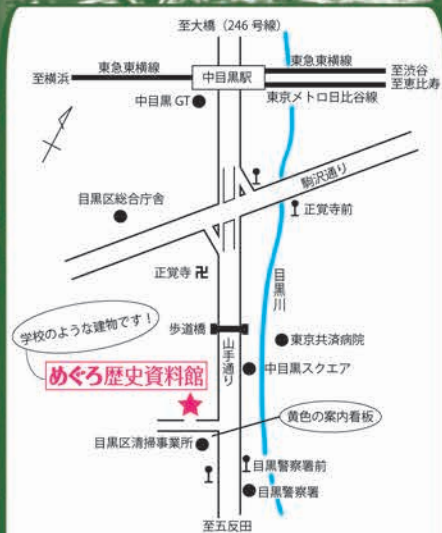 至大橋（246号線）
東急東横線
東急東横線
至横浜
中目黒駅
至渋谷
至恵比寿
中目黒 GT
東京メトロ日比谷線
駒沢通り
目黒区総合庁舎
正覚寺前
正覚寺
目黒川
学校のような建物です！
歩道橋
山手通り
東京共済病院
めぐろ歴史資料館
中目黒スクエア
黄色の案内看板
目黒区清掃事業所
目黒警察署前
目黒警察署
至五反田